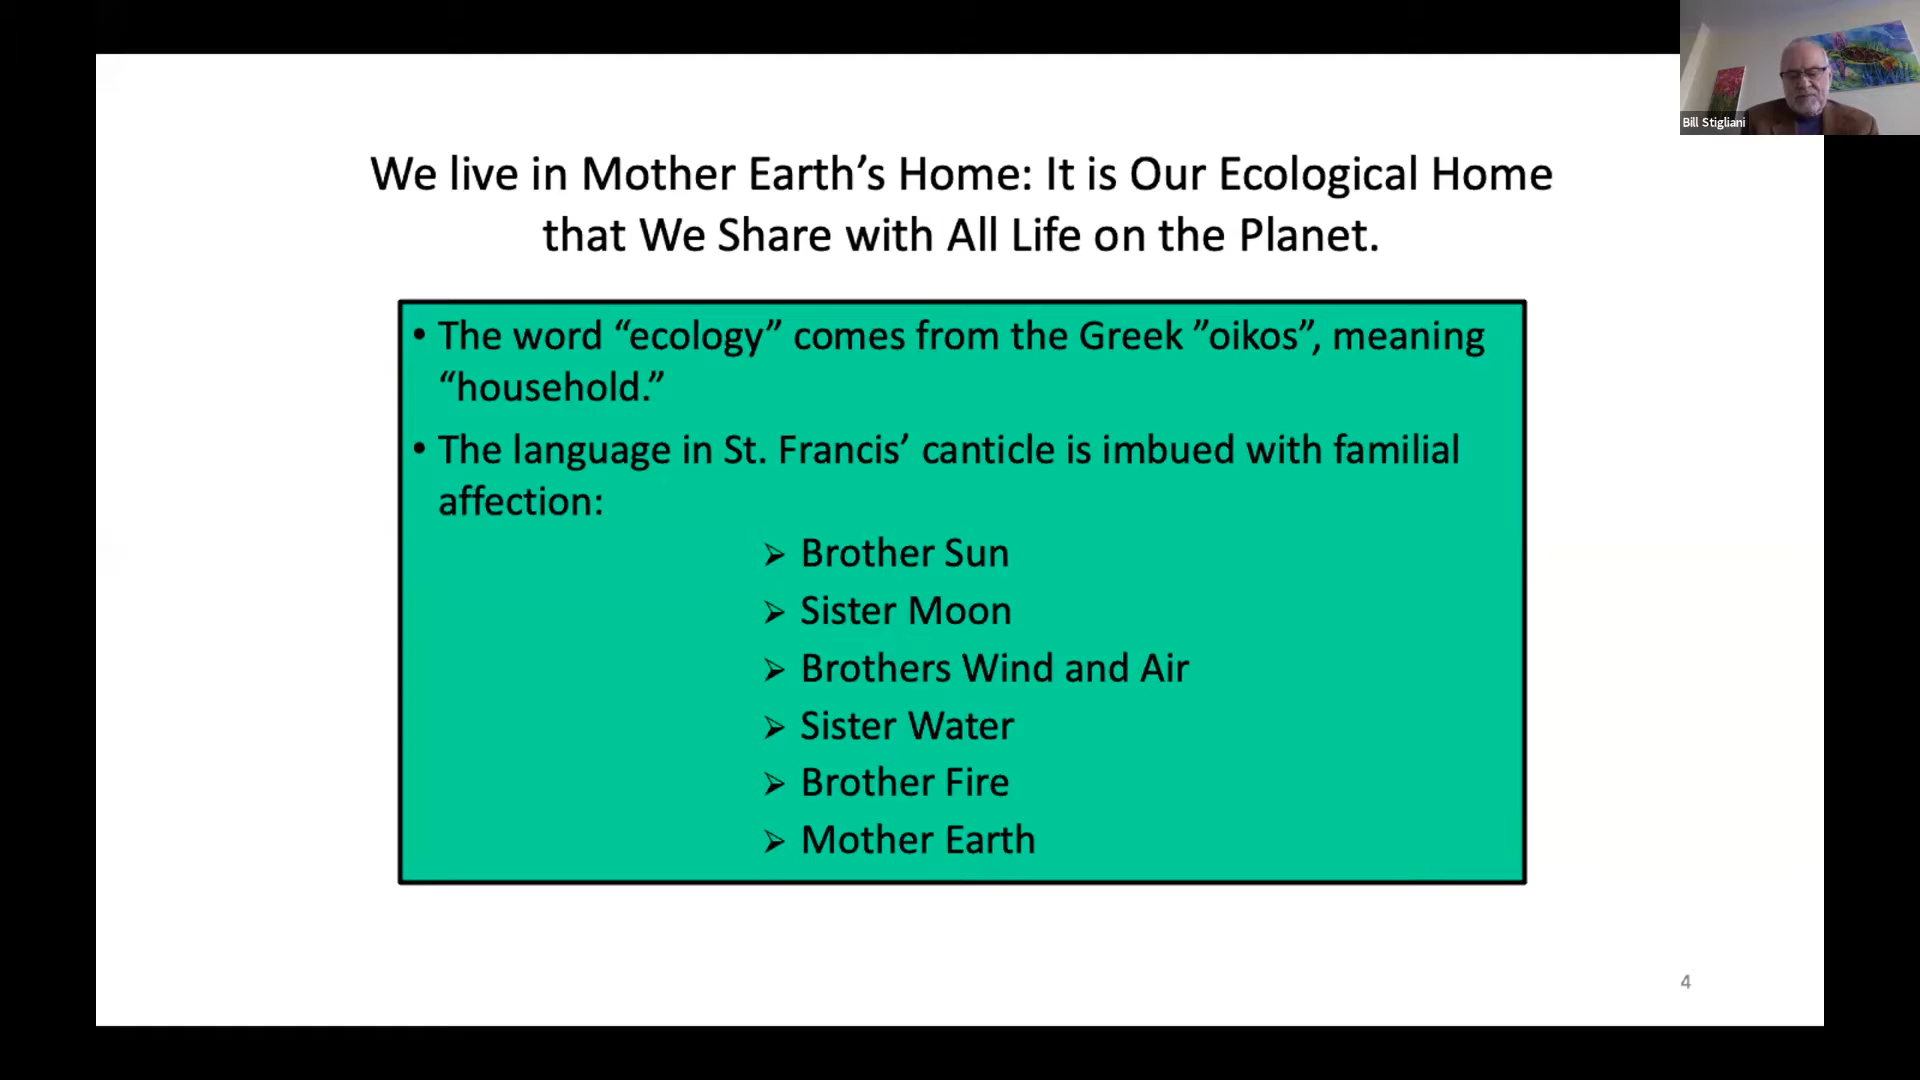 Bill Stigliani
We live in Mother Earth’s Home: It is Our Ecological Home
that We Share with All Life on the Planet.
• The word “ecology” comes from the Greek ”oikos”, meaning
“household.”
• The language in St. Francis’ canticle is imbued with familial
affection:
➢ Brother Sun
➢ Sister Moon
➢ Brothers Wind and Air
➢ Sister Water
➢ Brother Fire
➢ Mother Earth
4